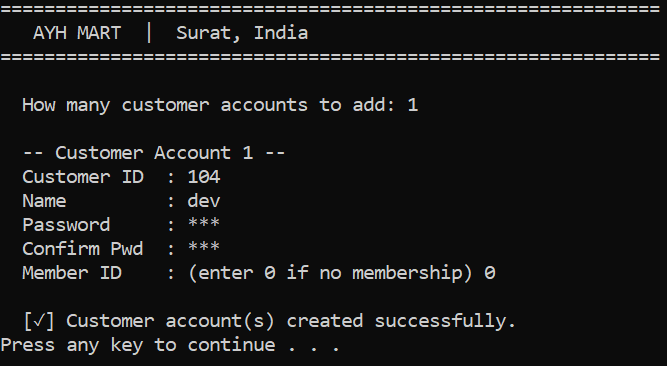 ============================================================
AYH MART | Surat, India
============================================================
How many customer accounts to add: 1
-- Customer Account 1 --
Customer ID : 104
Name : dev
Password : ***
Confirm Pwd : ***
Member ID : (enter 0 if no membership) 0
[✓] Customer account(s) created successfully.
Press any key to continue . . .